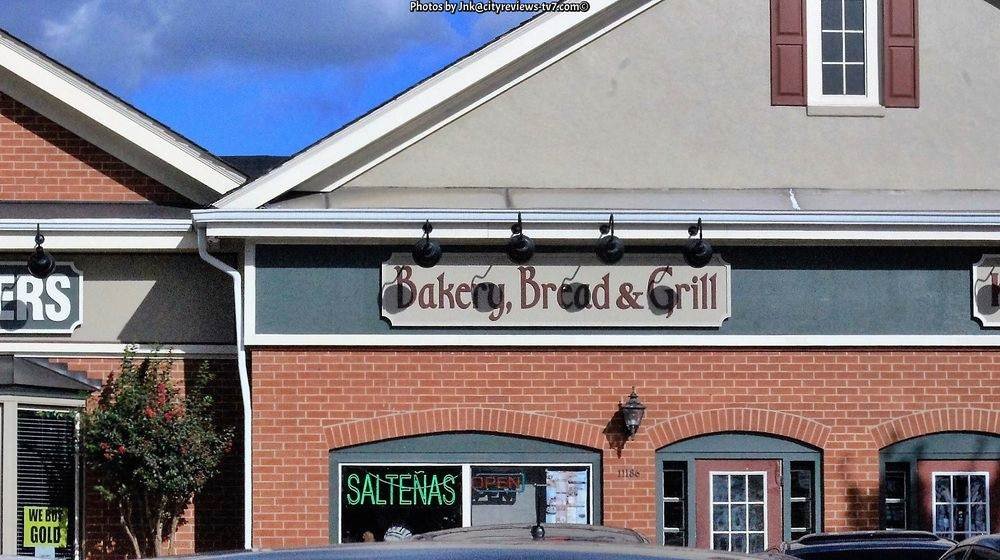 Photos by Jnk@cityreviews-tv7.com©
ERS
Bakery, Bread & Grill
11186
SALTEÑAS
OPEN
WE BUY
GOLD